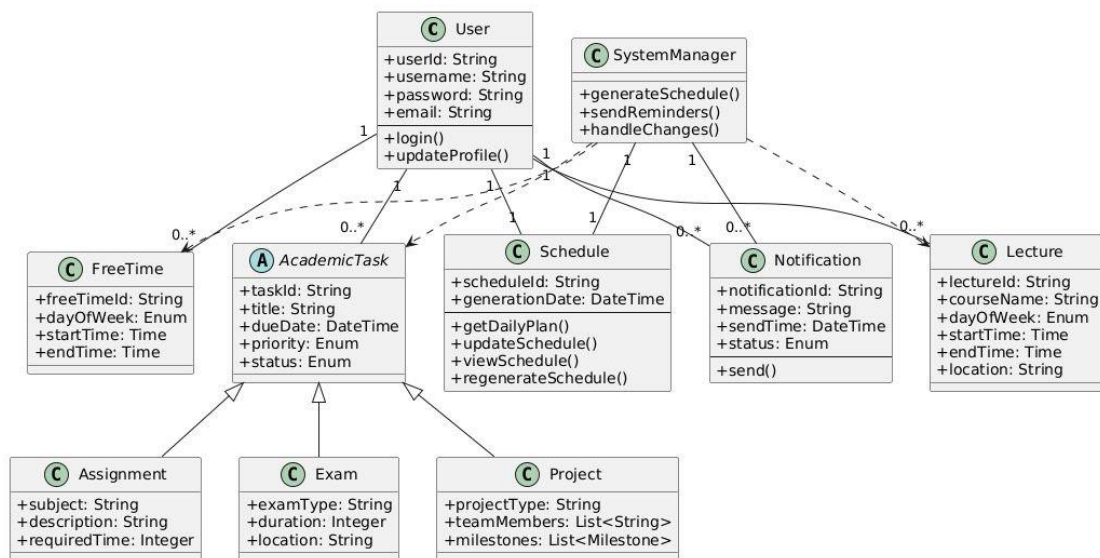 C User
+userId: String
+username: String
+password: String
+email: String
+login()
+updateProfile()
C SystemManager
+generateSchedule()
+sendReminders()
+handleChanges()
1
1
1
1
1
1
1
1
0..*
0..*
1
1
0..*
0..*
0..*
C FreeTime
+freeTimeId: String
+dayOfWeek: Enum
+startTime: Time
+endTime: Time
A AcademicTask
+taskId: String
+title: String
+dueDate: DateTime
+priority: Enum
+status: Enum
C Schedule
+scheduleId: String
+generationDate: DateTime
+getDailyPlan()
+updateSchedule()
+viewSchedule()
+regenerateSchedule()
C Notification
+notificationId: String
+message: String
+sendTime: DateTime
+status: Enum
+send()
C Lecture
+lectureId: String
+courseName: String
+dayOfWeek: Enum
+startTime: Time
+endTime: Time
+location: String
C Assignment
+subject: String
+description: String
+requiredTime: Integer
C Exam
+examType: String
+duration: Integer
+location: String
C Project
+projectType: String
+teamMembers: List<String>
+milestones: List<Milestone>